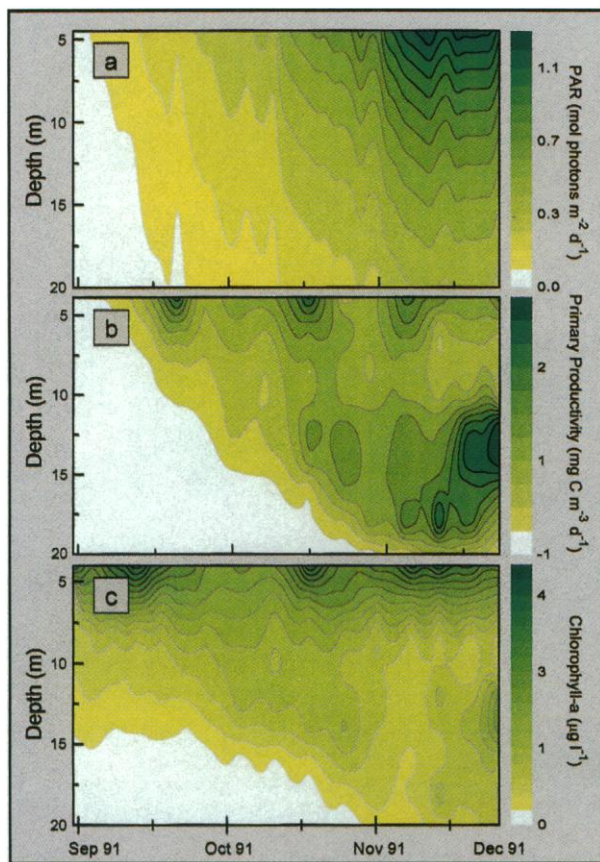 a
5
10
15
20
Depth (m)
1.1
0.7
0.3
0.0
PAR (mol photons m-2 d-1)
b
5
10
15
20
Depth (m)
2
1
-1
Primary Productivity (mg C m-3 d-1)
c
5
10
15
20
Depth (m)
4
3
1
0
Chlorophyll-a (µg l-1)
Sep 91
Oct 91
Nov 91
Dec 91